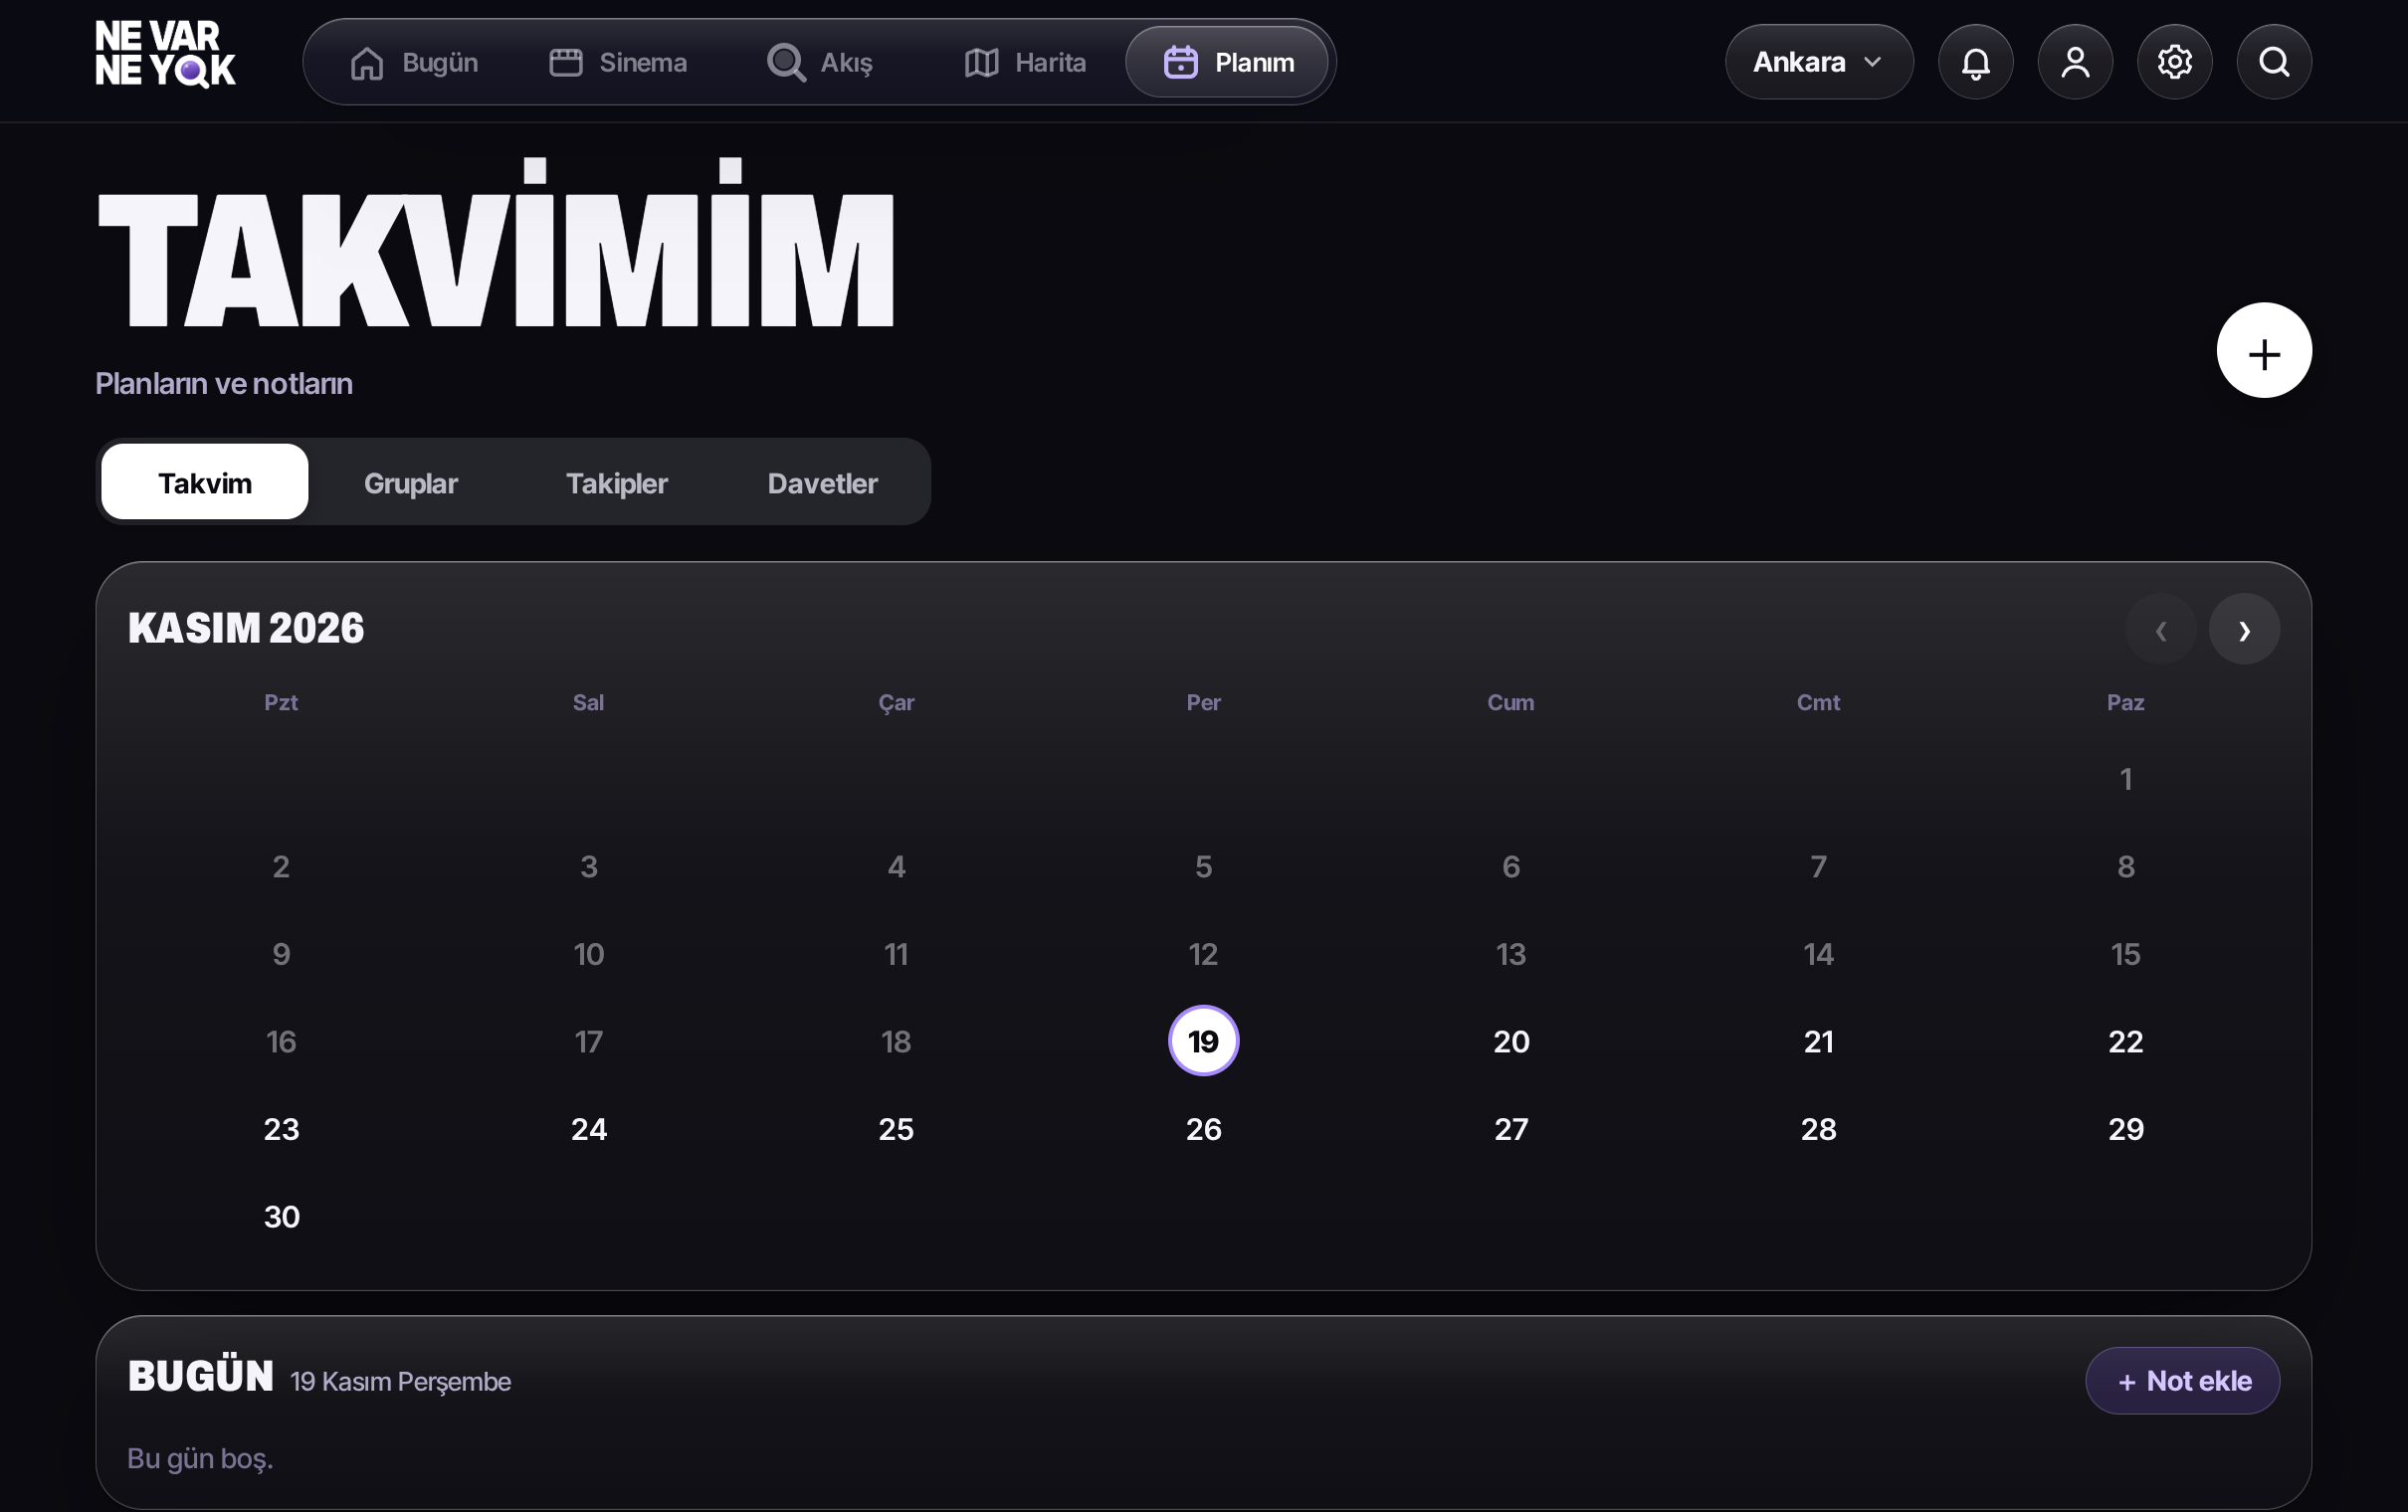 NE VAR
NE YOK
Bugün Sinema Akış Harita Planım Ankara
TAKVİMİM
Planların ve notların
+
Takvim Gruplar Takipler Davetler
KASIM 2026
Pzt Sal Çar Per Cum Cmt Paz
1
2 3 4 5 6 7 8
9 10 11 12 13 14 15
16 17 18 19 20 21 22
23 24 25 26 27 28 29
30
BUGÜN 19 Kasım Perşembe + Not ekle
Bu gün boş.